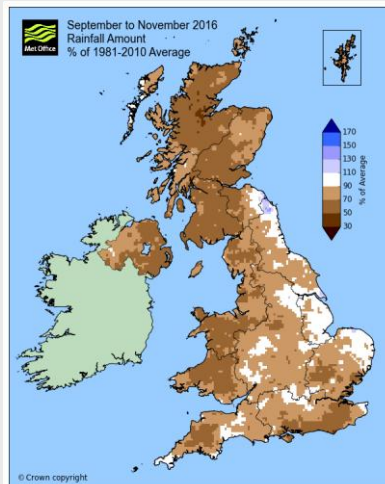 Met Office
September to November 2016
Rainfall Amount
% of 1981-2010 Average
170
150
130
110
90
70
50
30
% of Average
© Crown copyright